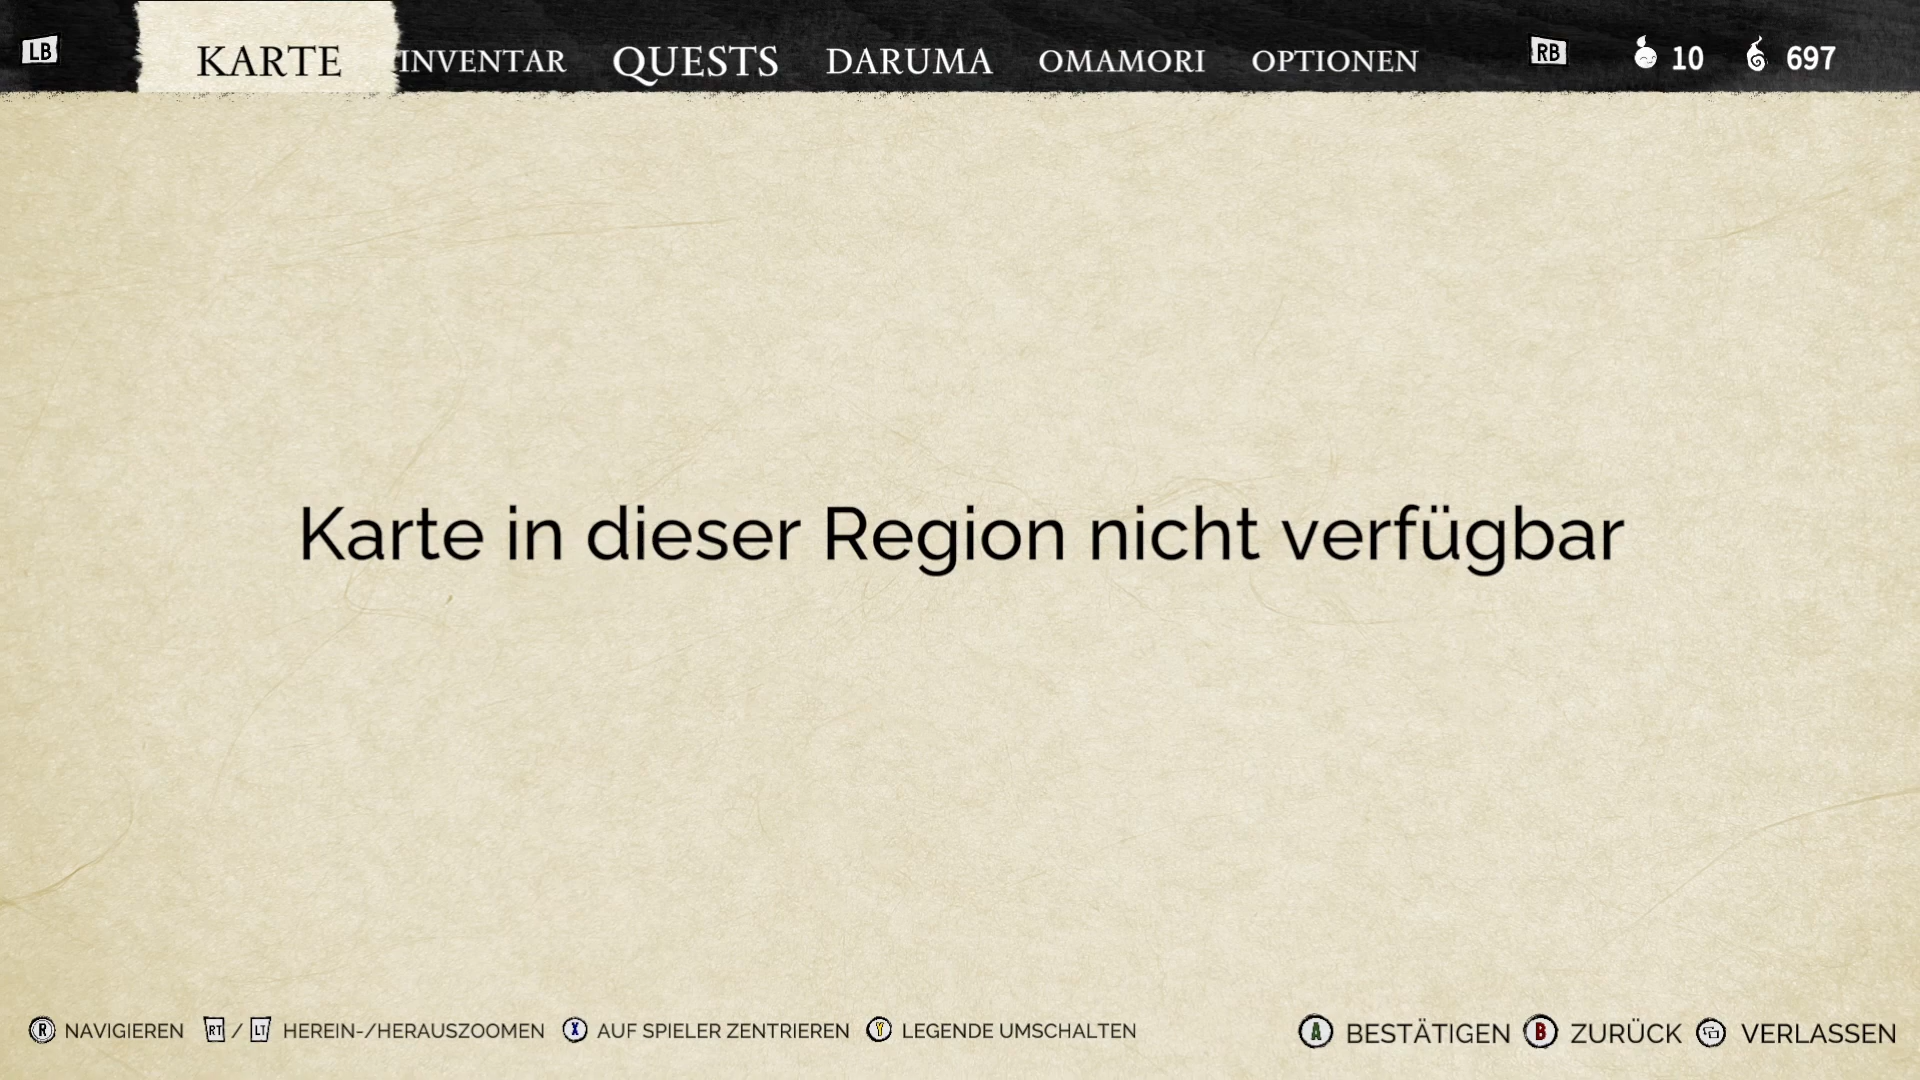 LB KARTE INVENTAR QUESTS DARUMA OMAMORI OPTIONEN RB 10 697
Karte in dieser Region nicht verfügbar
R NAVIGIEREN RT / LT HEREIN-/HERAUSZOOMEN X AUF SPIELER ZENTRIEREN Y LEGENDE UMSCHALTEN A BESTÄTIGEN B ZURÜCK VERLASSEN